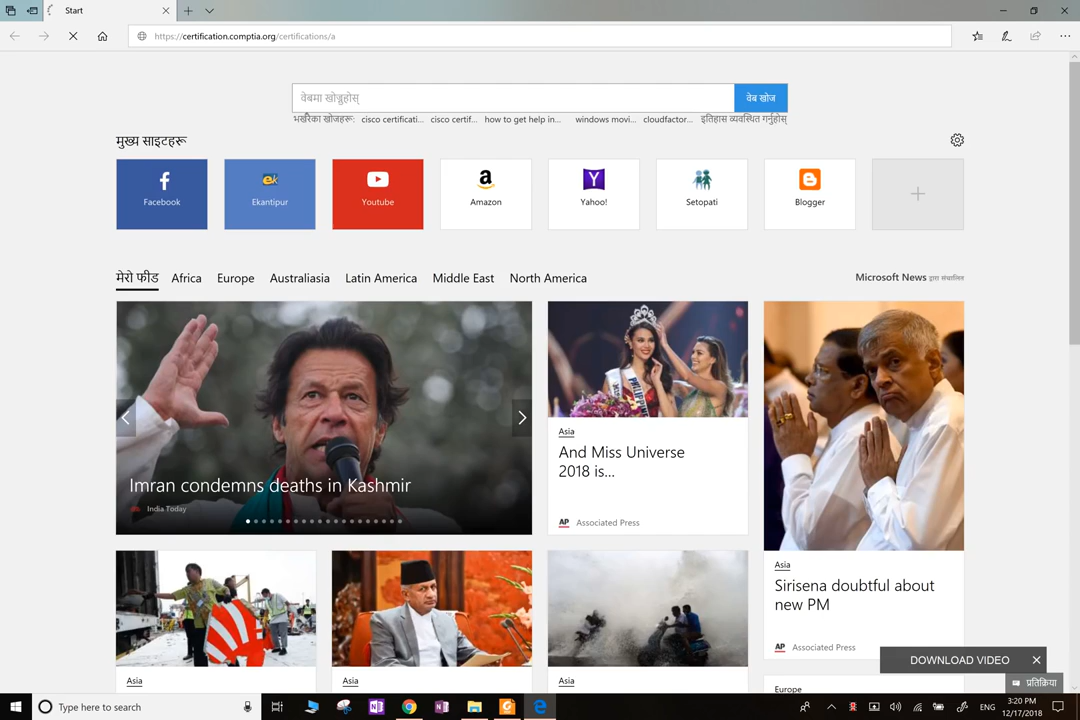 Start
https://certification.comptia.org/certifications/a
वेबमा खोज्नुहोस्
वेब खोज
भर्खरैका खोजहरू: cisco certificati... cisco certif... how to get help in... windows movi... cloudfactor... इतिहास व्यवस्थित गर्नुहोस्
मुख्य साइटहरू
Facebook
Ekantipur
Youtube
Amazon
Yahoo!
Setopati
Blogger
मेरो फीड Africa Europe Australiasia Latin America Middle East North America
Microsoft News द्वारा संचालित
Imran condemns deaths in Kashmir
India Today
PHILIPPINE
Asia
And Miss Universe
2018 is...
AP Associated Press
Asia
Sirisena doubtful about
new PM
AP Associated Press
Asia
Asia
Asia
Europe
DOWNLOAD VIDEO
प्रतिक्रिया
Type here to search
ENG
3:20 PM
12/17/2018